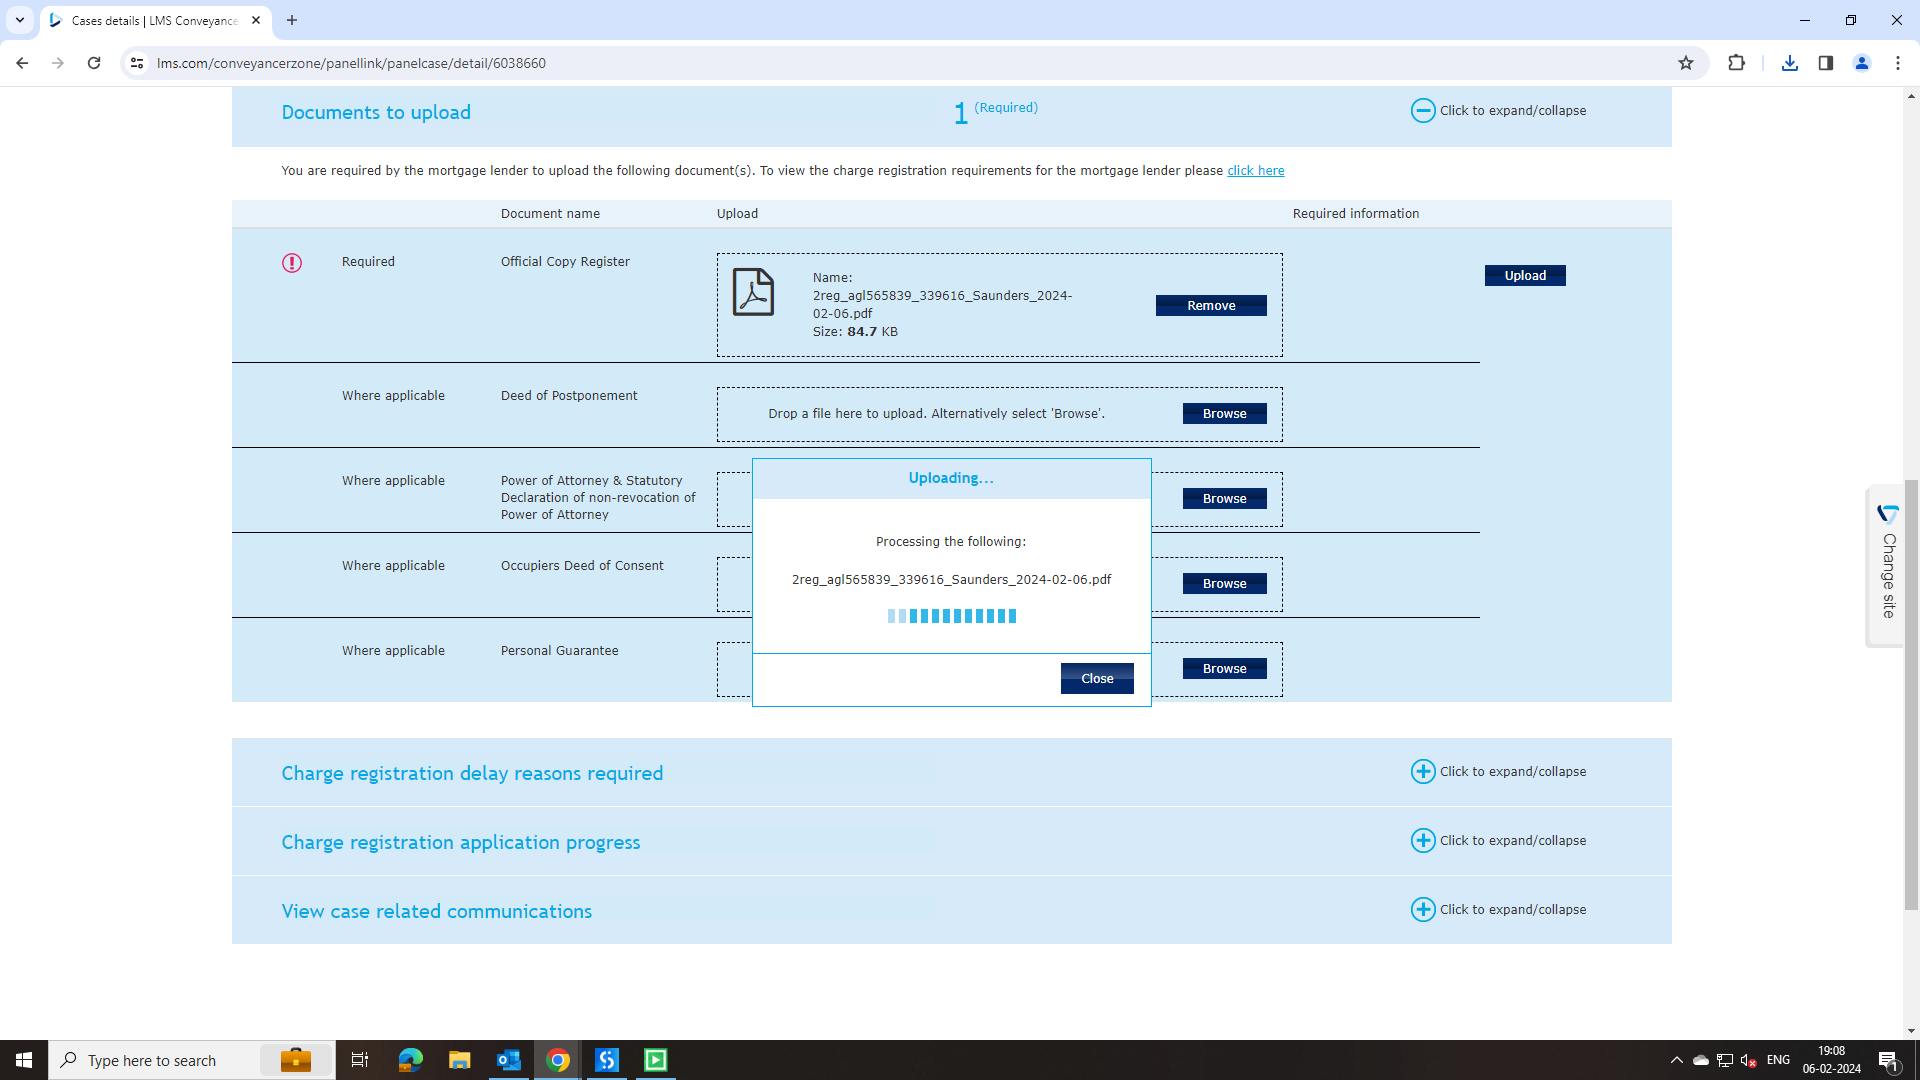 Cases details | LMS Conveyance
lms.com/conveyancerzone/panellink/panelcase/detail/6038660
Documents to upload
1 (Required)
Click to expand/collapse
You are required by the mortgage lender to upload the following document(s). To view the charge registration requirements for the mortgage lender please click here
Document name
Upload
Required information
Required
Official Copy Register
Name:
2reg_agl565839_339616_Saunders_2024-
02-06.pdf
Size: 84.7 KB
Remove
Upload
Where applicable
Deed of Postponement
Drop a file here to upload. Alternatively select 'Browse'.
Browse
Where applicable
Power of Attorney & Statutory
Declaration of non-revocation of
Power of Attorney
Browse
Where applicable
Occupiers Deed of Consent
Browse
Where applicable
Personal Guarantee
Browse
Uploading...
Processing the following:
2reg_agl565839_339616_Saunders_2024-02-06.pdf
Close
Change site
Charge registration delay reasons required
Click to expand/collapse
Charge registration application progress
Click to expand/collapse
View case related communications
Click to expand/collapse
Type here to search
ENG
19:08
06-02-2024
1